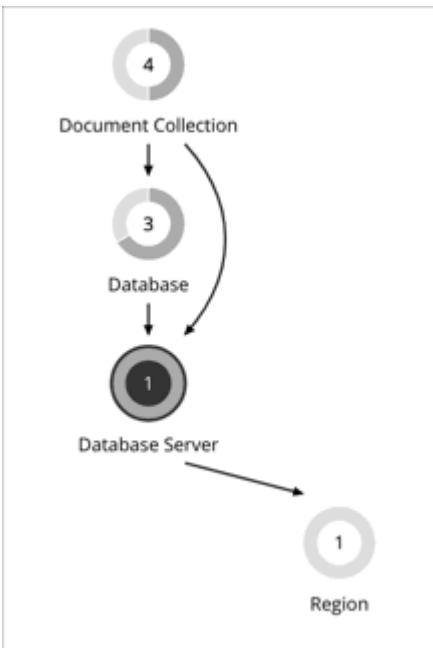 4
Document Collection
3
Database
1
Database Server
1
Region